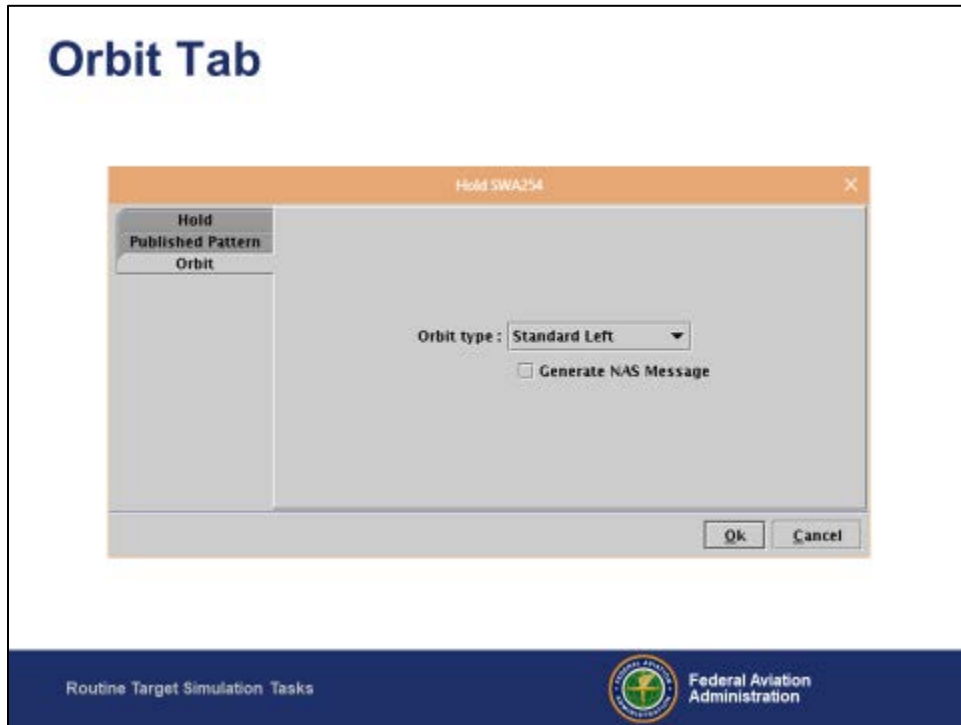 Orbit Tab
Hold SWA254
Hold
Published Pattern
Orbit
Orbit type : Standard Left
Generate NAS Message
Ok Cancel
Routine Target Simulation Tasks
Federal Aviation
Administration